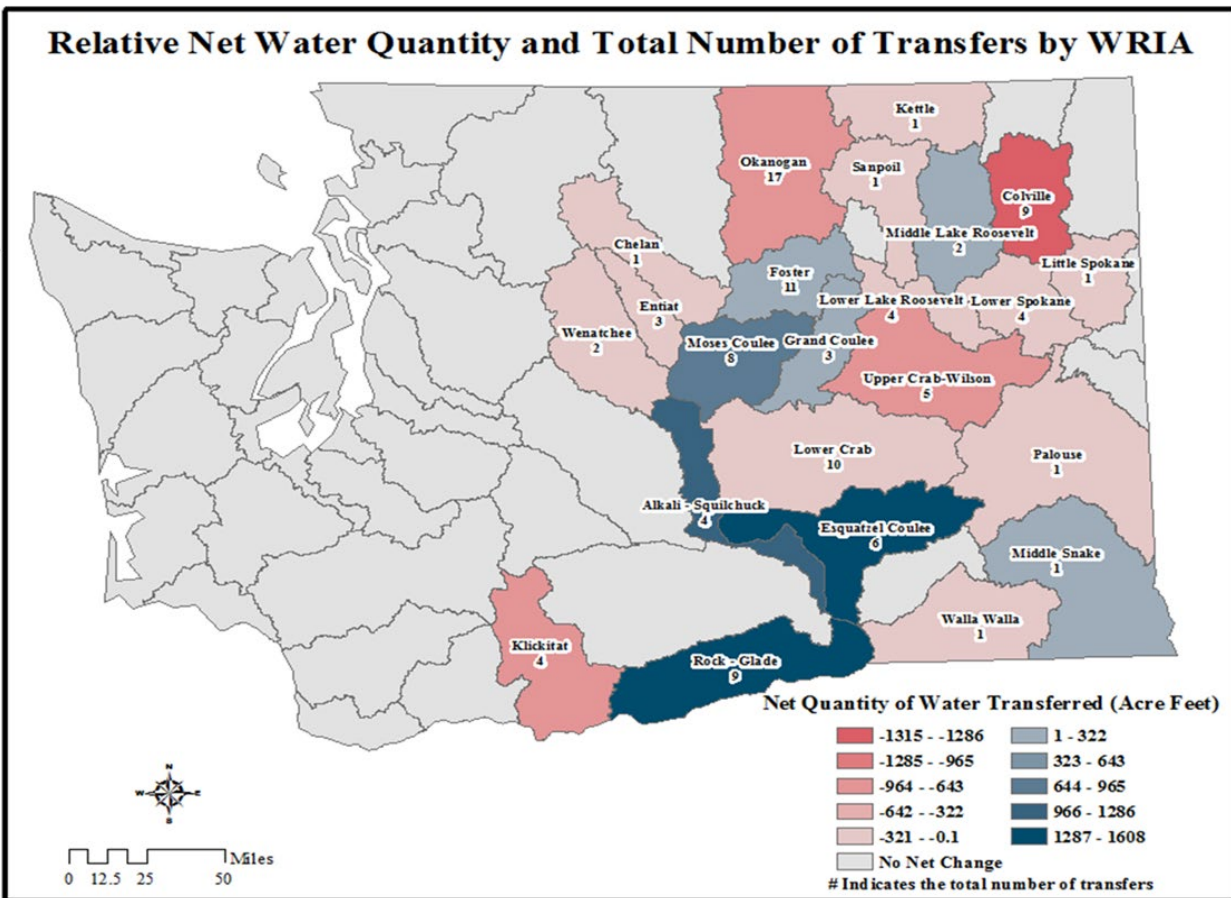 Relative Net Water Quantity and Total Number of Transfers by WRIA
Kettle
1
Okanogan
17
Sanpoil
1
Colville
9
Middle Lake Roosevelt
2
Chelan
1
Little Spokane
1
Foster
11
Entiat
3
Lower Lake Roosevelt
4
Lower Spokane
4
Wenatchee
2
Moses Coulee
8
Grand Coulee
3
Upper Crab-Wilson
5
Lower Crab
10
Palouse
1
Alkali - Squilchuck
4
Esquatzel Coulee
6
Middle Snake
1
Walla Walla
1
Klickitat
4
Rock - Glade
9
Net Quantity of Water Transferred (Acre Feet)
-1315 - -1286
-1285 - -965
-964 - -643
-642 - -322
-321 - -0.1
1 - 322
323 - 643
644 - 965
966 - 1286
1287 - 1608
No Net Change
# Indicates the total number of transfers
N
W E
S
Miles
0 12.5 25 50